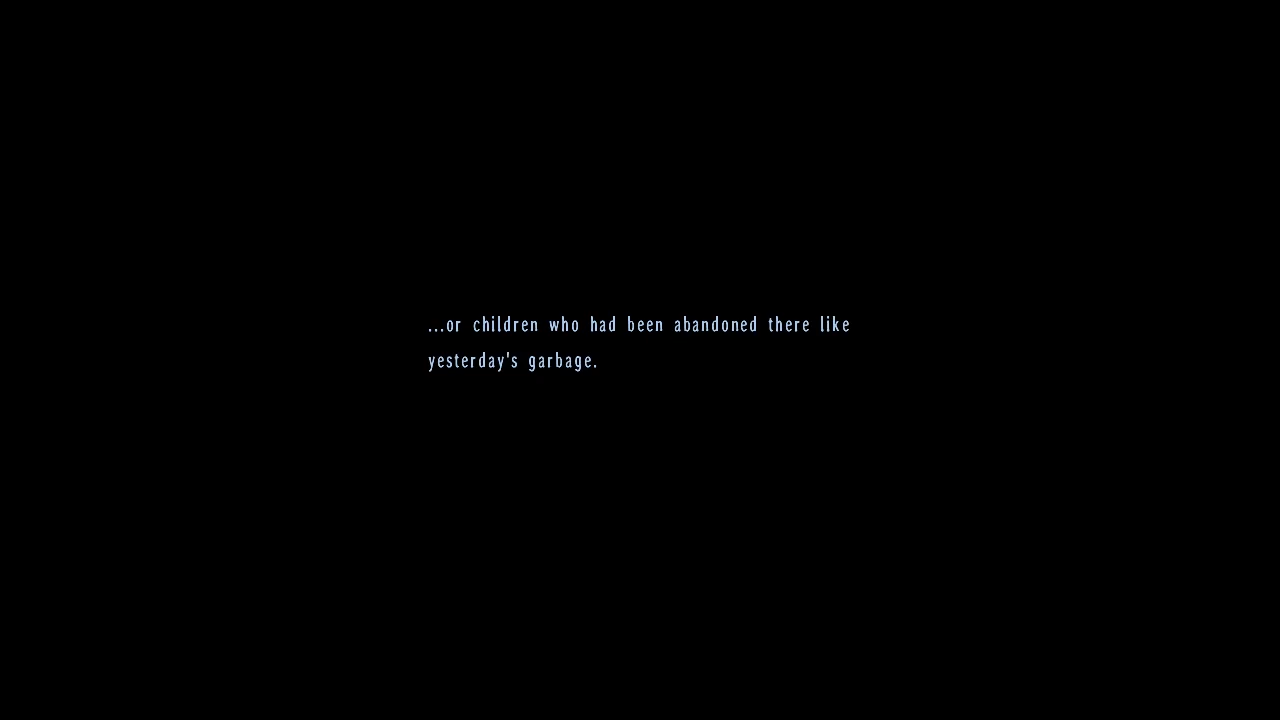 ...or children who had been abandoned there like
yesterday's garbage.